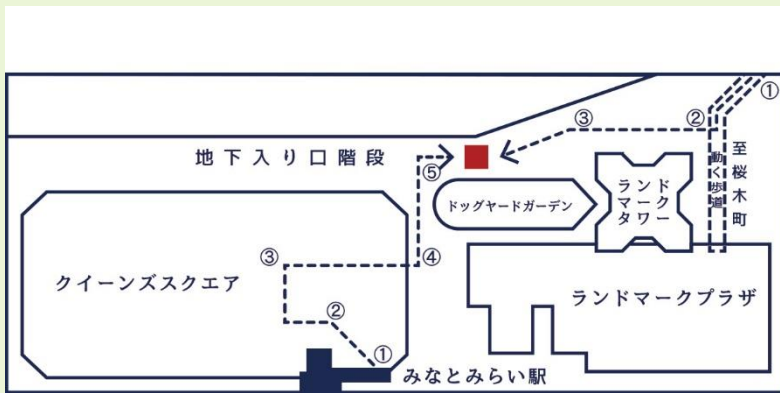 ①
②
③
至桜木町
動く歩道
地下入り口階段
⑤
ランド
マーク
タワー
ドッグヤードガーデン
③
④
クイーンズスクエア
ランドマークプラザ
②
①
みなとみらい駅